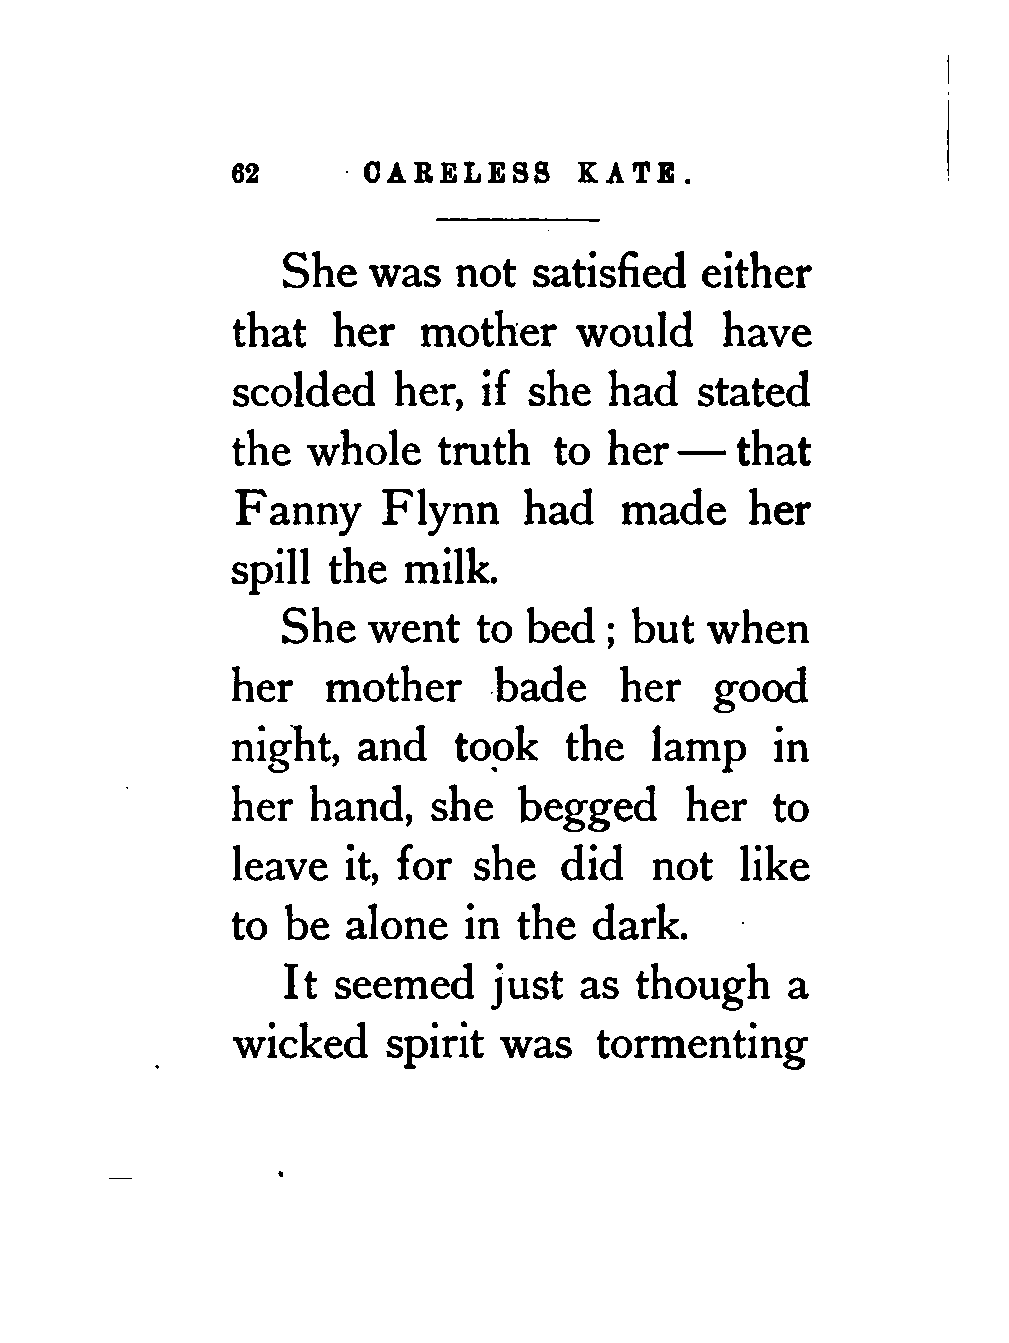 62 CARELESS KATE.
She was not satisfied either
that her mother would have
scolded her, if she had stated
the whole truth to her — that
Fanny Flynn had made her
spill the milk.
She went to bed ; but when
her mother bade her good
night, and took the lamp in
her hand, she begged her to
leave it, for she did not like
to be alone in the dark.
It seemed just as though a
wicked spirit was tormenting